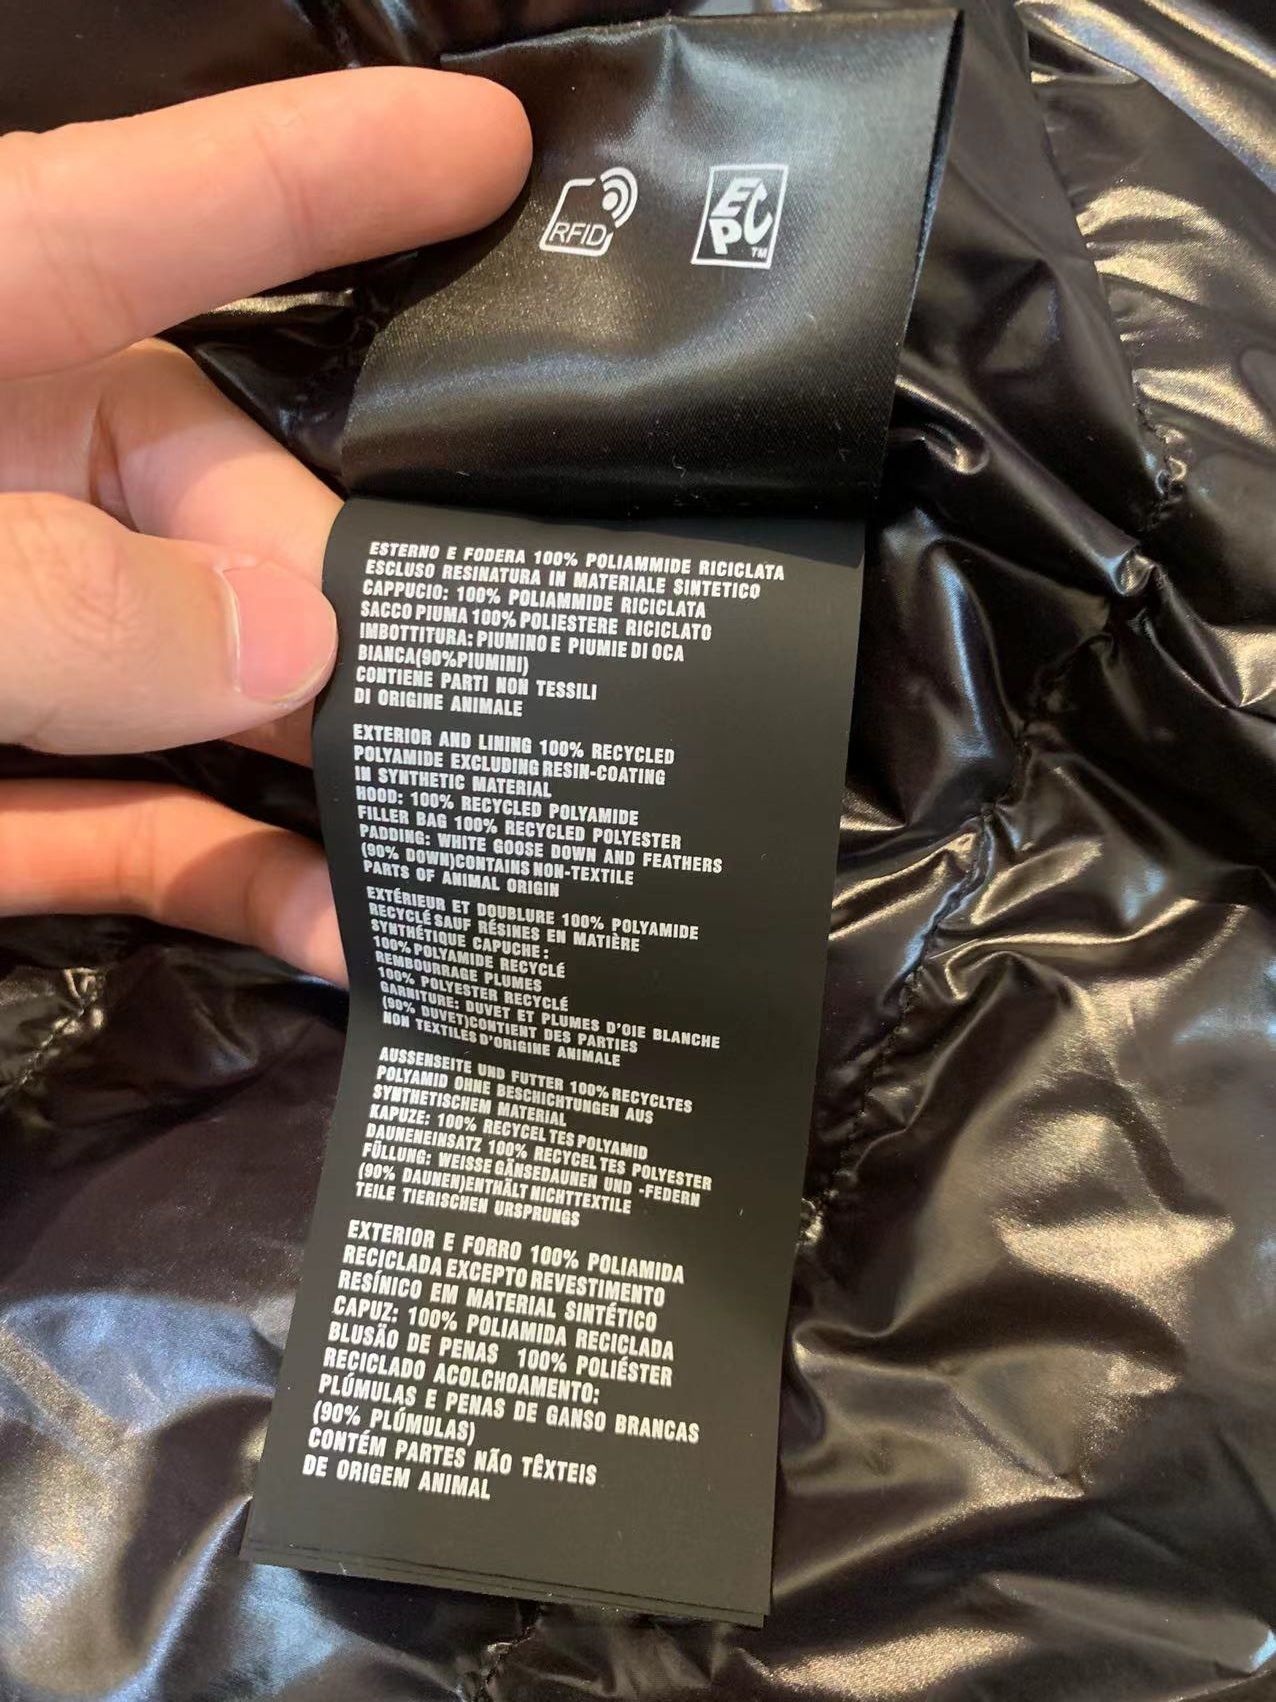 RFID
EPC
TM
ESTERNO E FODERA 100% POLIAMMIDE RICICLATA
ESCLUSO RESINATURA IN MATERIALE SINTETICO
CAPPUCIO: 100% POLIAMMIDE RICICLATA
SACCO PIUMA 100% POLIESTERE RICICLATO
IMBOTTITURA: PIUMINO E PIUMIE DI OCA
BIANCA(90%PIUMINI)
CONTIENE PARTI NON TESSILI
DI ORIGINE ANIMALE
EXTERIOR AND LINING 100% RECYCLED
POLYAMIDE EXCLUDING RESIN-COATING
IN SYNTHETIC MATERIAL
HOOD: 100% RECYCLED POLYAMIDE
FILLER BAG 100% RECYCLED POLYESTER
PADDING: WHITE GOOSE DOWN AND FEATHERS
(90% DOWN)CONTAINS NON-TEXTILE
PARTS OF ANIMAL ORIGIN
EXTÉRIEUR ET DOUBLURE 100% POLYAMIDE
RECYCLÉ SAUF RÉSINES EN MATIÈRE
SYNTHÉTIQUE CAPUCHE :
100% POLYAMIDE RECYCLÉ
REMBOURRAGE PLUMES
100% POLYESTER RECYCLÉ
GARNITURE: DUVET ET PLUMES D'OIE BLANCHE
(90% DUVET)CONTIENT DES PARTIES
NON TEXTILES D'ORIGINE ANIMALE
AUSSENSEITE UND FUTTER 100% RECYCLTES
POLYAMID OHNE BESCHICHTUNGEN AUS
SYNTHETISCHEM MATERIAL
KAPUZE: 100% RECYCELTES POLYAMID
DAUNENEINSATZ 100% RECYCELTES POLYESTER
FÜLLUNG: WEISSE GÄNSEDAUNEN UND -FEDERN
(90% DAUNEN)ENTHÄLT NICHTTEXTILE
TEILE TIERISCHEN URSPRUNGS
EXTERIOR E FORRO 100% POLIAMIDA
RECICLADA EXCEPTO REVESTIMENTO
RESÍNICO EM MATERIAL SINTÉTICO
CAPUZ: 100% POLIAMIDA RECICLADA
BLUSÃO DE PENAS 100% POLIÉSTER
RECICLADO ACOLCHOAMENTO:
PLÚMULAS E PENAS DE GANSO BRANCAS
(90% PLÚMULAS)
CONTÉM PARTES NÃO TÊXTEIS
DE ORIGEM ANIMAL